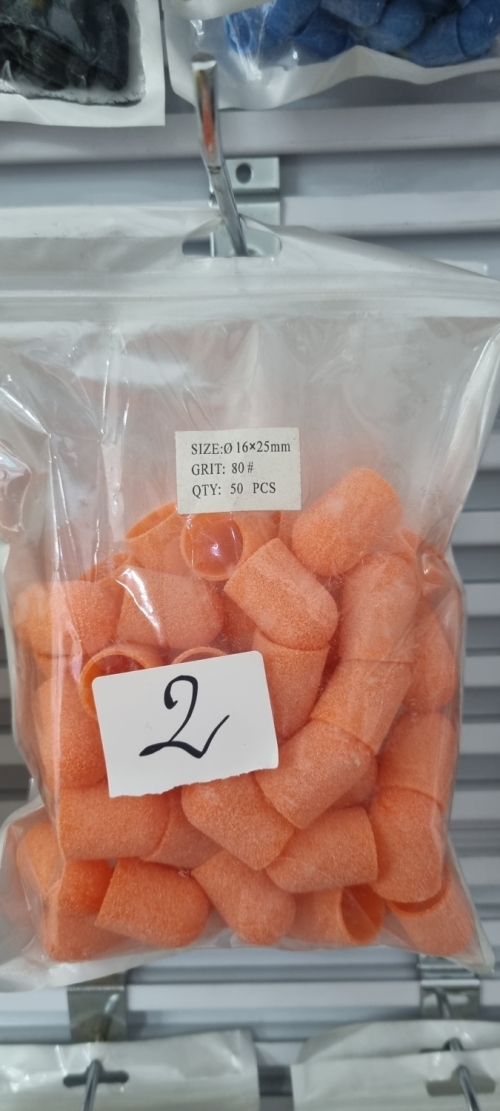 SIZE:Ø 16×25mm
GRIT: 80#
QTY: 50 PCS
2